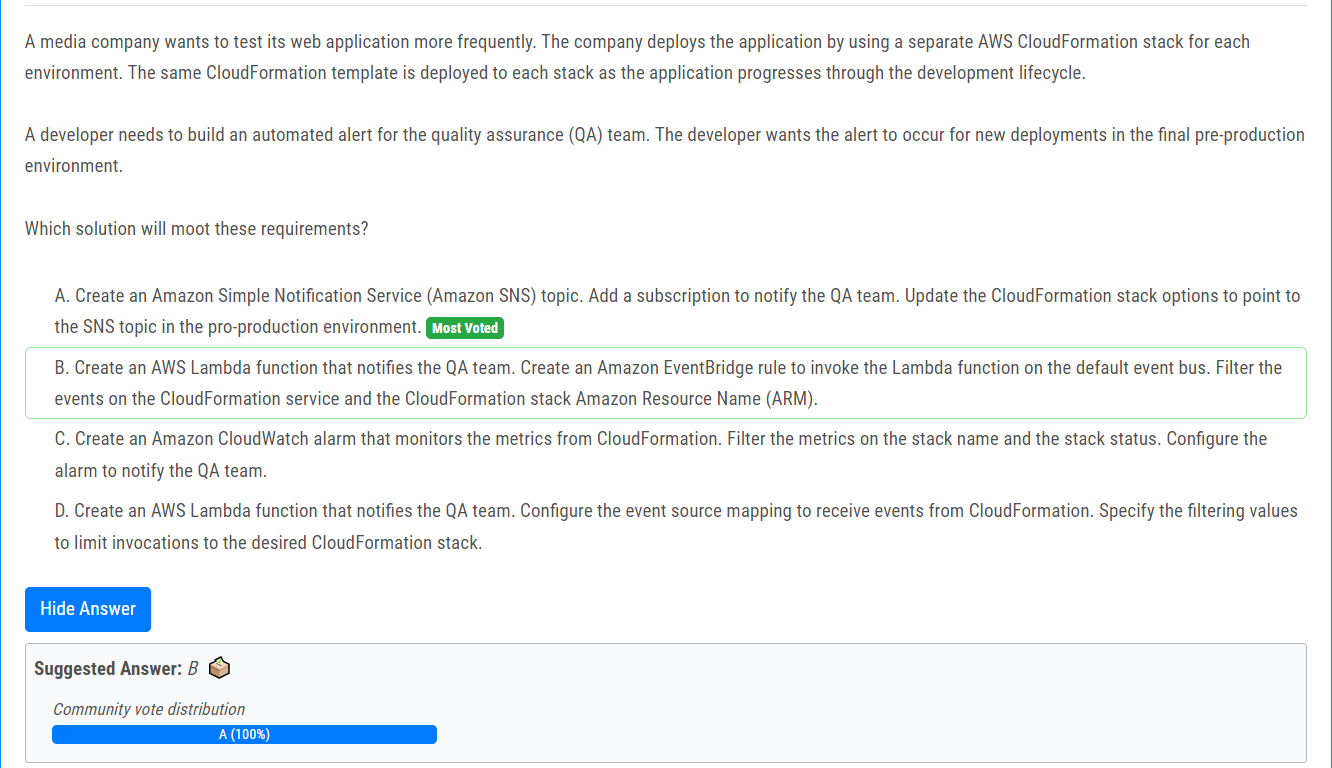 A media company wants to test its web application more frequently. The company deploys the application by using a separate AWS CloudFormation stack for each
environment. The same CloudFormation template is deployed to each stack as the application progresses through the development lifecycle.
A developer needs to build an automated alert for the quality assurance (QA) team. The developer wants the alert to occur for new deployments in the final pre-production
environment.
Which solution will moot these requirements?
A. Create an Amazon Simple Notification Service (Amazon SNS) topic. Add a subscription to notify the QA team. Update the CloudFormation stack options to point to
the SNS topic in the pro-production environment. Most Voted
B. Create an AWS Lambda function that notifies the QA team. Create an Amazon EventBridge rule to invoke the Lambda function on the default event bus. Filter the
events on the CloudFormation service and the CloudFormation stack Amazon Resource Name (ARM).
C. Create an Amazon CloudWatch alarm that monitors the metrics from CloudFormation. Filter the metrics on the stack name and the stack status. Configure the
alarm to notify the QA team.
D. Create an AWS Lambda function that notifies the QA team. Configure the event source mapping to receive events from CloudFormation. Specify the filtering values
to limit invocations to the desired CloudFormation stack.
Hide Answer
Suggested Answer: B
Community vote distribution
A (100%)